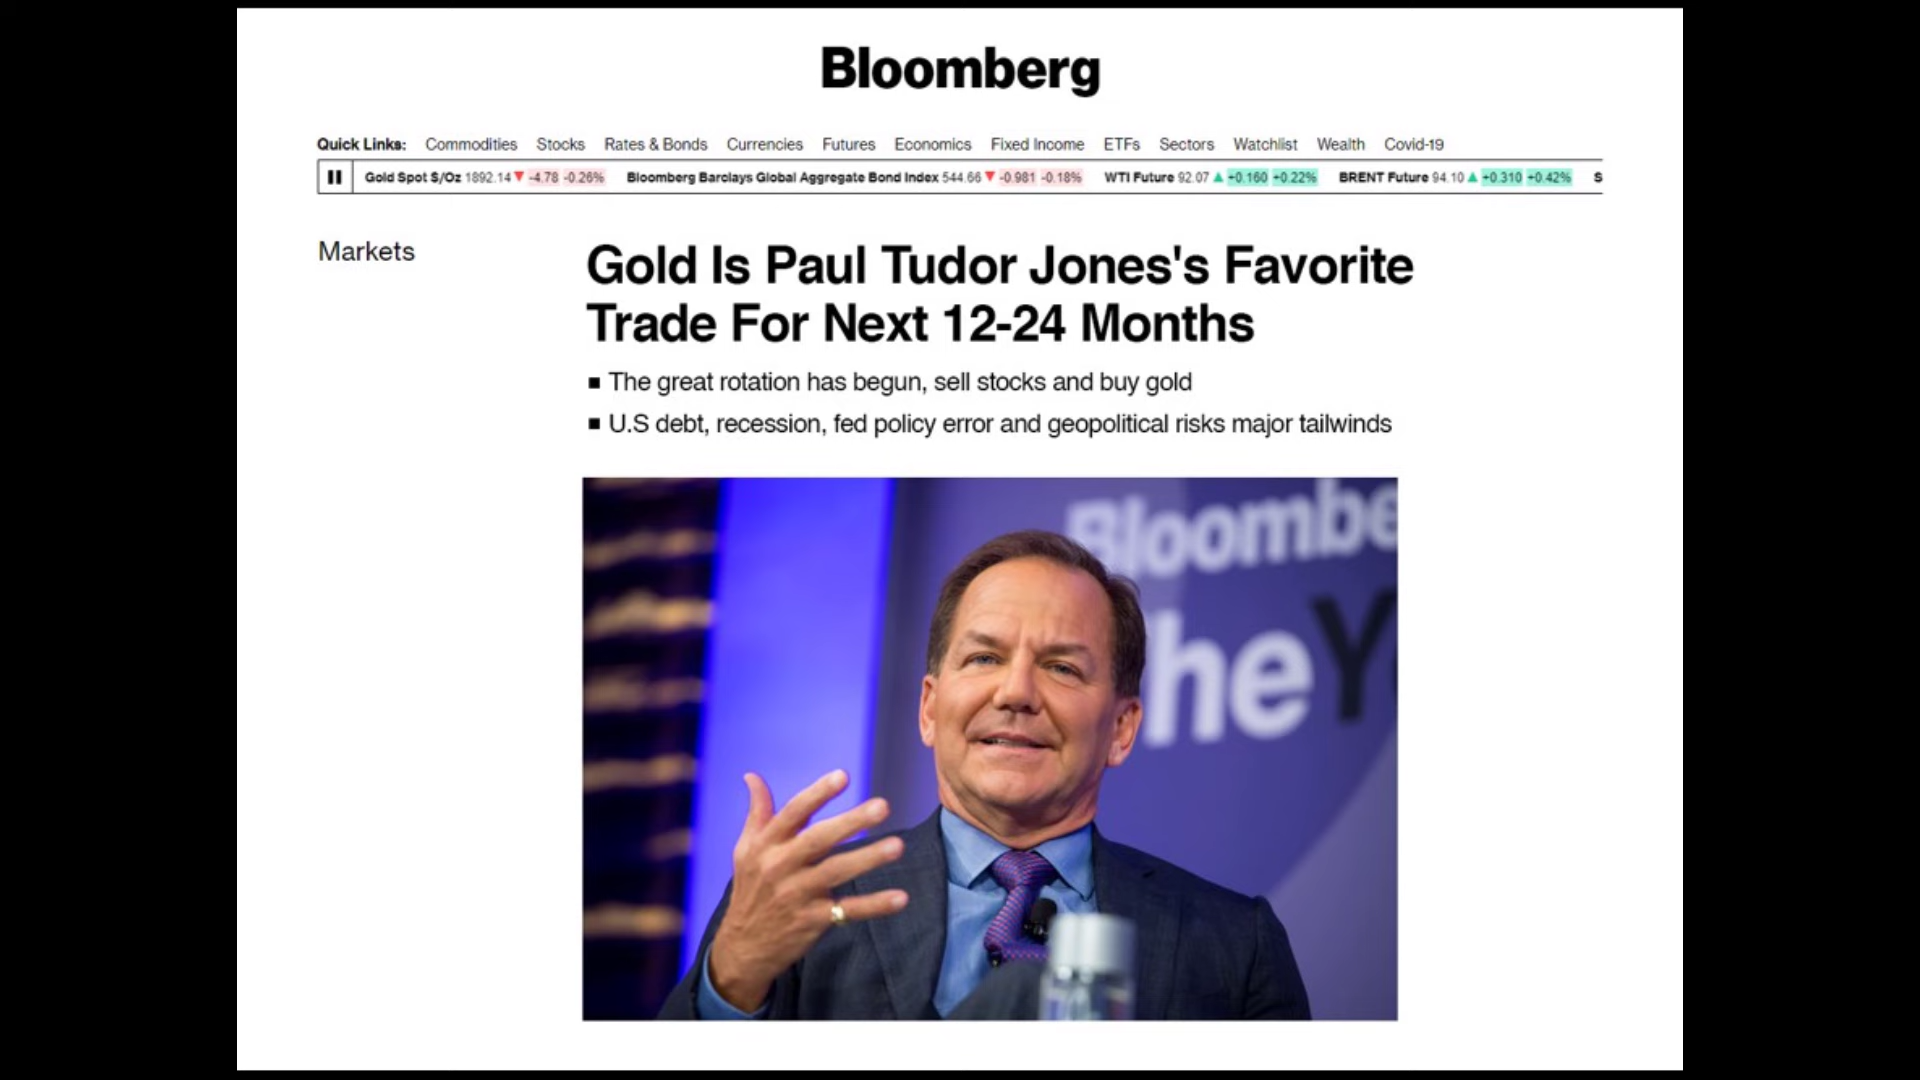 Bloomberg
Quick Links: Commodities Stocks Rates & Bonds Currencies Futures Economics Fixed Income ETFs Sectors Watchlist Wealth Covid-19
Gold Spot $/Oz 1892.14 ▼ -4.78 -0.26% Bloomberg Barclays Global Aggregate Bond Index 544.66 ▼ -0.981 -0.18% WTI Future 92.07 ▲ +0.160 +0.22% BRENT Future 94.10 ▲ +0.310 +0.42% S
Markets
Gold Is Paul Tudor Jones's Favorite
Trade For Next 12-24 Months
■ The great rotation has begun, sell stocks and buy gold
■ U.S debt, recession, fed policy error and geopolitical risks major tailwinds
Bloombe
he Y